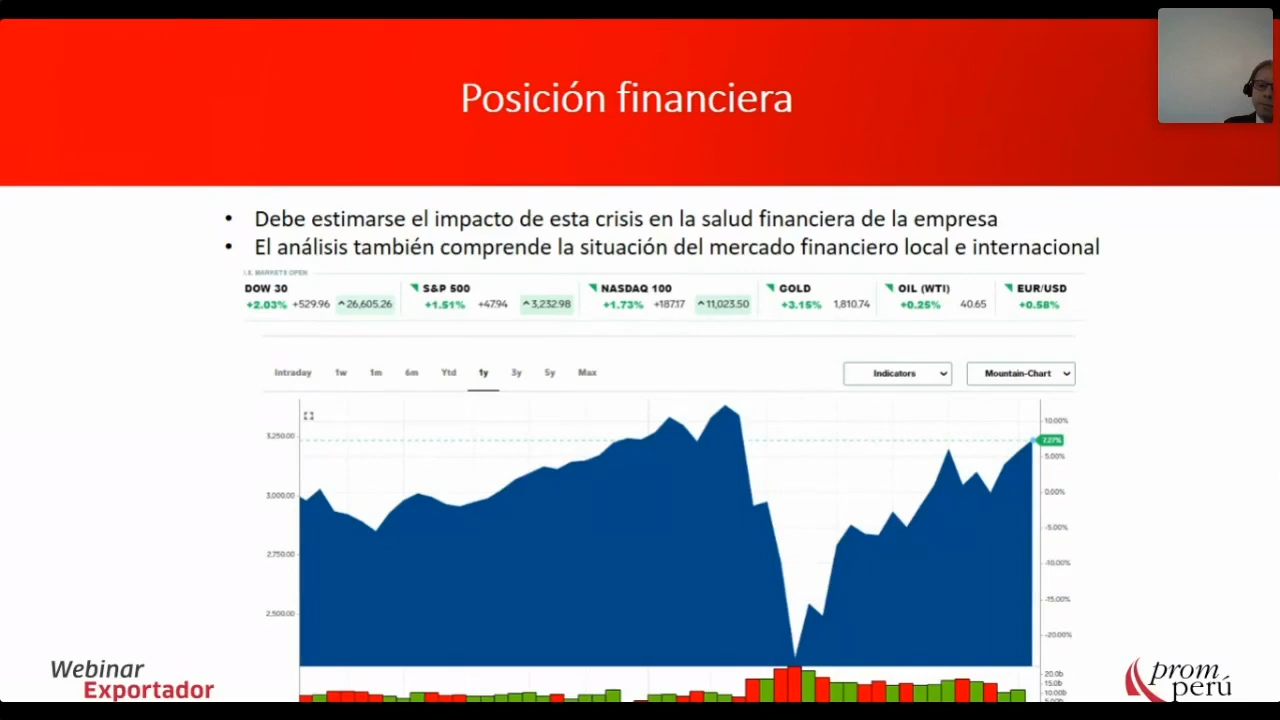 Posición financiera
• Debe estimarse el impacto de esta crisis en la salud financiera de la empresa
• El análisis también comprende la situación del mercado financiero local e internacional
MARKETS OPEN
DOW 30 S&P 500 NASDAQ 100 GOLD OIL (WTI) EUR/USD
+2.03% +529.96 26,605.26 +1.51% +47.94 3,232.98 +1.73% +187.17 11,023.50 +3.15% 1,810.74 +0.25% 40.65 +0.58%
Intraday 1w 1m 6m Ytd 1y 3y 5y Max Indicators Mountain-Chart
10.00%
3,250.00 7.27%
5.00%
3,000.00 0.00%
-5.00%
2,750.00 -10.00%
-15.00%
2,500.00
-20.00%
20.0b
15.0b
10.00b
Webinar
Exportador
prom
perú